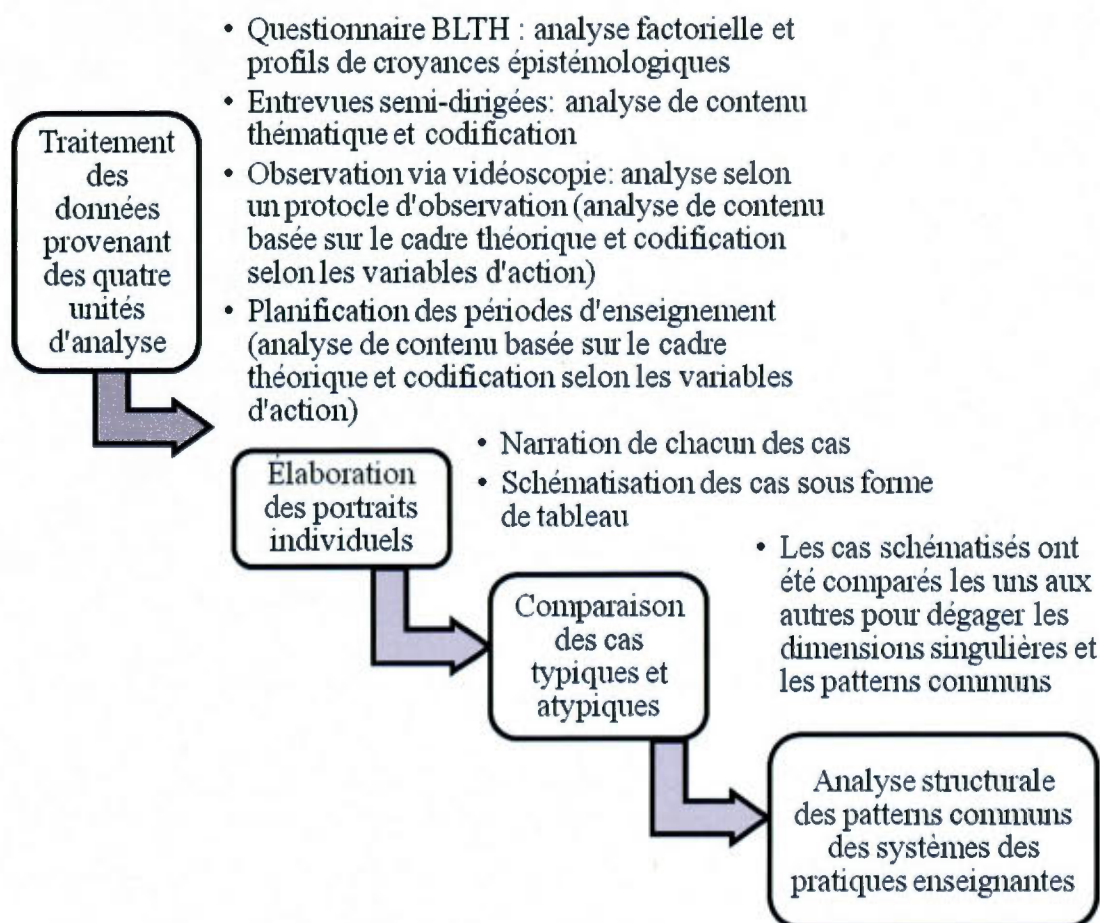 • Questionnaire BLTH : analyse factorielle et
profils de croyances épistémologiques
• Entrevues semi-dirigées: analyse de contenu
thématique et codification
• Observation via vidéoscopie: analyse selon
un protocle d'observation (analyse de contenu
basée sur le cadre théorique et codification
selon les variables d'action)
• Planification des périodes d'enseignement
(analyse de contenu basée sur le cadre
théorique et codification selon les variables
d'action)
Traitement
des
données
provenant
des quatre
unités
d'analyse
• Narration de chacun des cas
• Schématisation des cas sous forme
de tableau
Élaboration
des portraits
individuels
• Les cas schématisés ont
été comparés les uns aux
autres pour dégager les
dimensions singulières et
les patterns communs
Comparaison
des cas
typiques et
atypiques
Analyse structurale
des patterns communs
des systèmes des
pratiques enseignantes